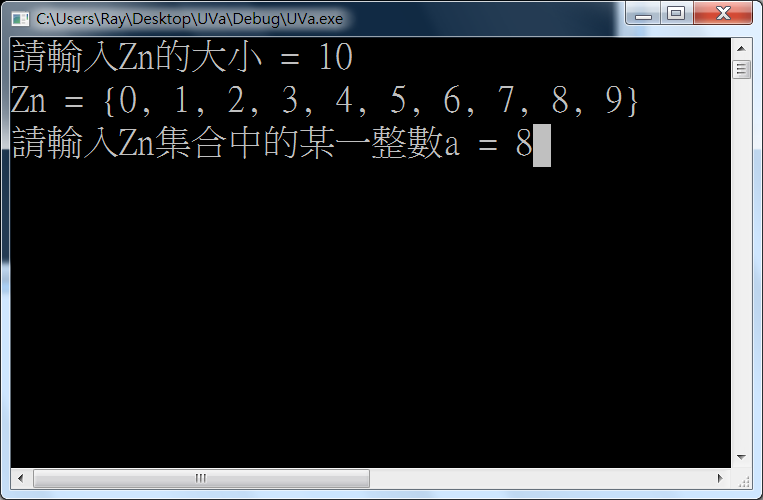 C:\Users\Ray\Desktop\UVa\Debug\UVa.exe
請輸入Zn的大小 = 10
Zn = {0, 1, 2, 3, 4, 5, 6, 7, 8, 9}
請輸入Zn集合中的某一整數a = 8